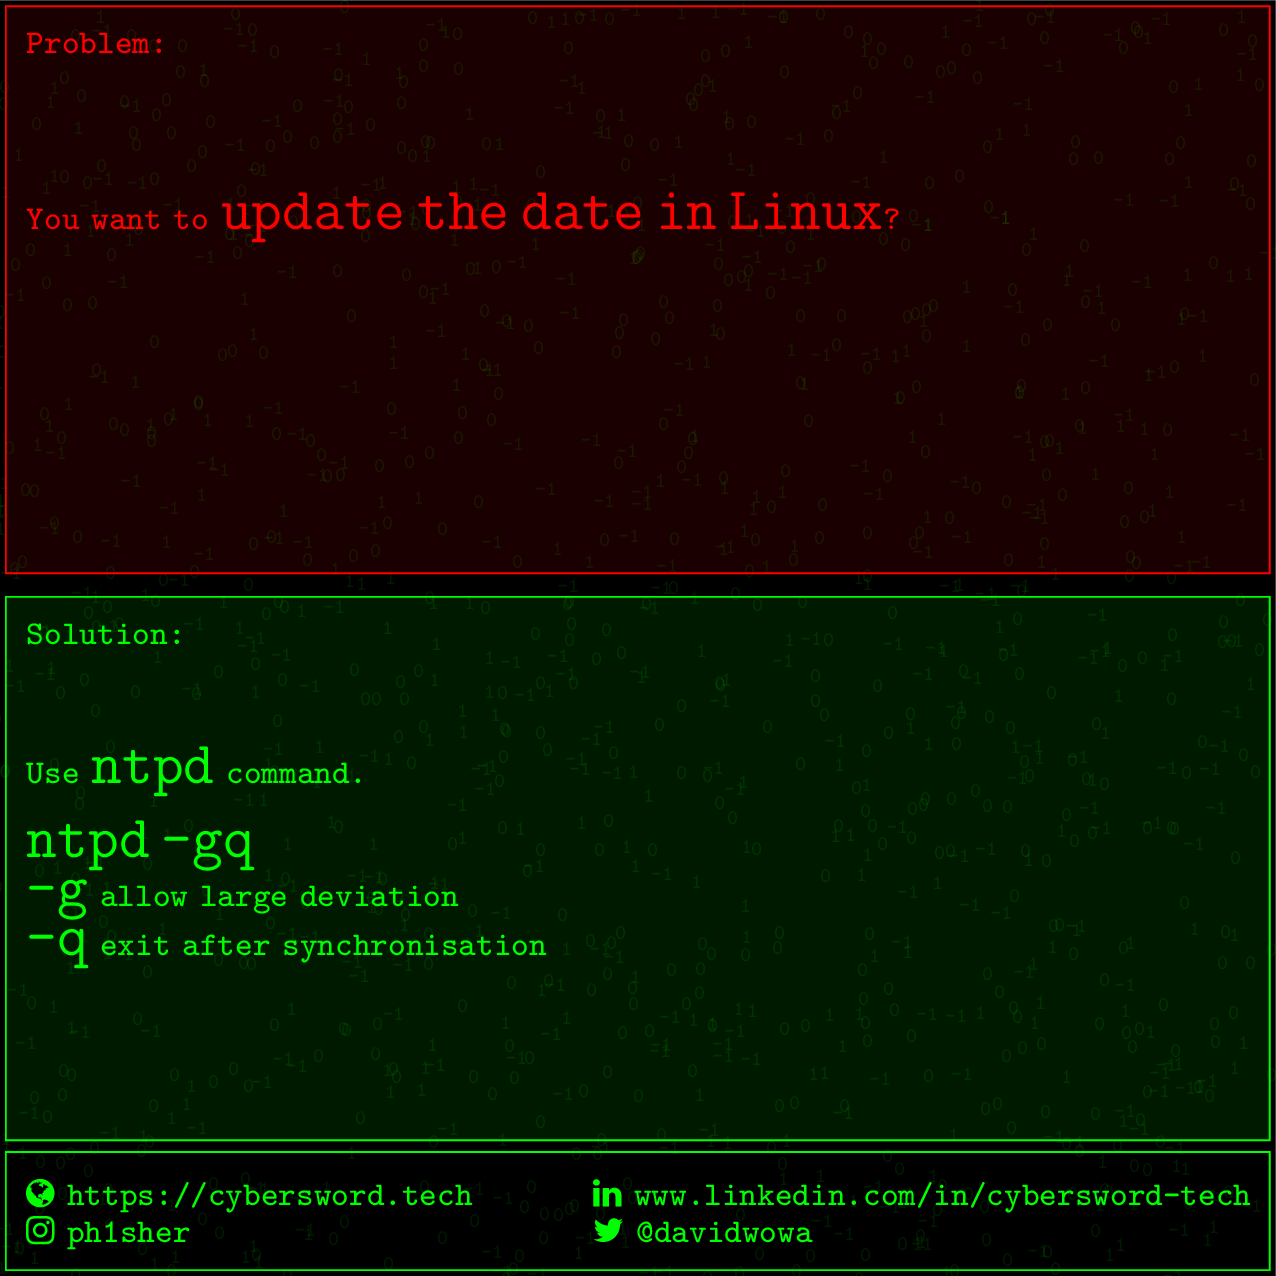 Problem:
You want to update the date in Linux?
Solution:
Use ntpd command.
ntpd -gq
-g allow large deviation
-q exit after synchronisation
https://cybersword.tech
www.linkedin.com/in/cybersword-tech
ph1sher
@davidwowa